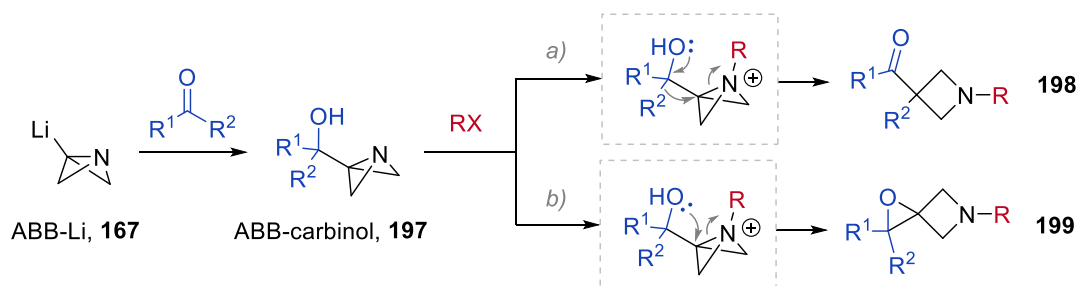 Li
N
ABB-Li, 167
O
R¹ R²
OH
R¹
R²
N
ABB-carbinol, 197
RX
a)
HO:
R
R¹
N ⊕
R²
O
R¹
N–R
R²
198
b)
HO:
R
R¹
N ⊕
R²
O
N–R
R¹
R²
199